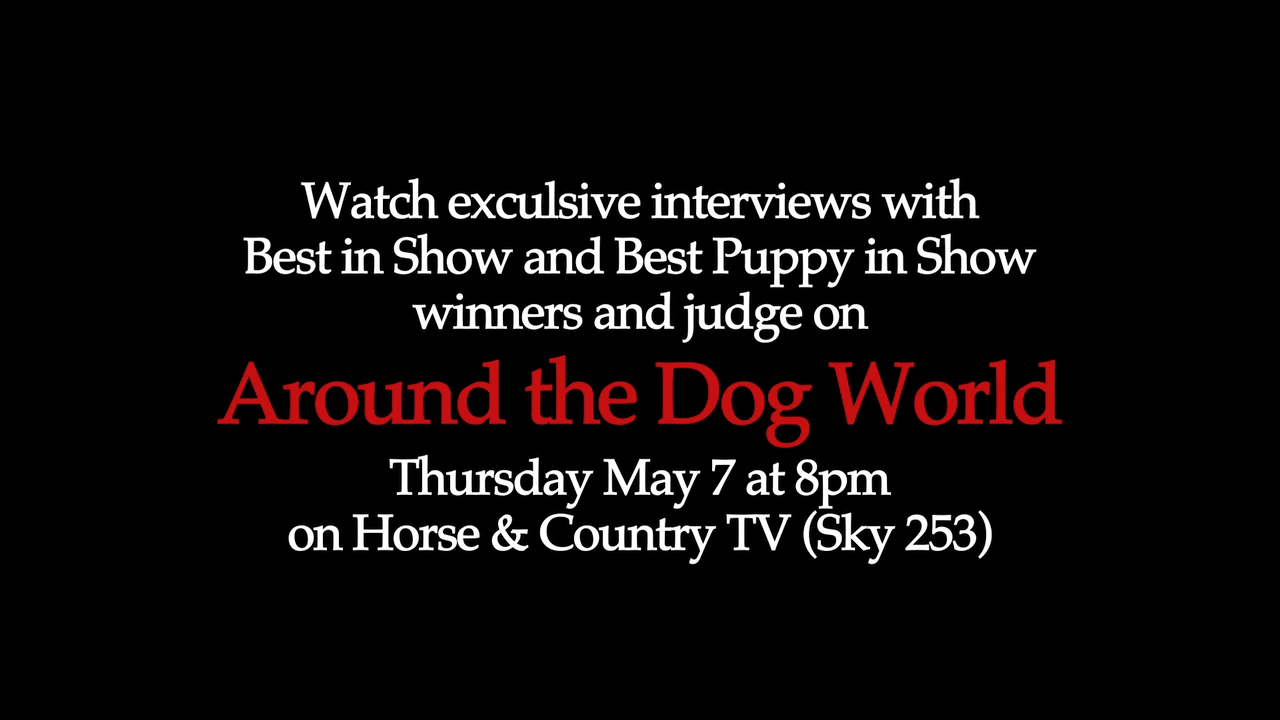 Watch exculsive interviews with
Best in Show and Best Puppy in Show
winners and judge on
Around the Dog World
Thursday May 7 at 8pm
on Horse & Country TV (Sky 253)